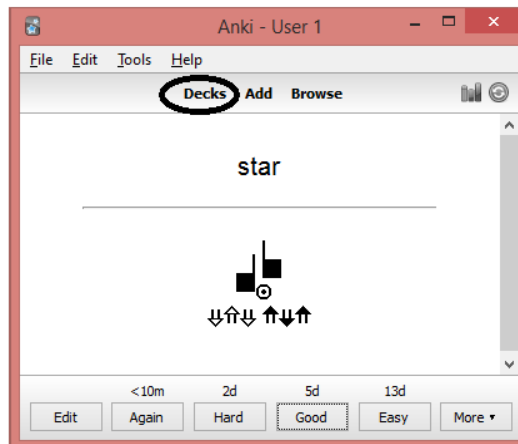 Anki - User 1
File Edit Tools Help
Decks Add Browse
star
<10m 2d 5d 13d
Edit Again Hard Good Easy More ▾